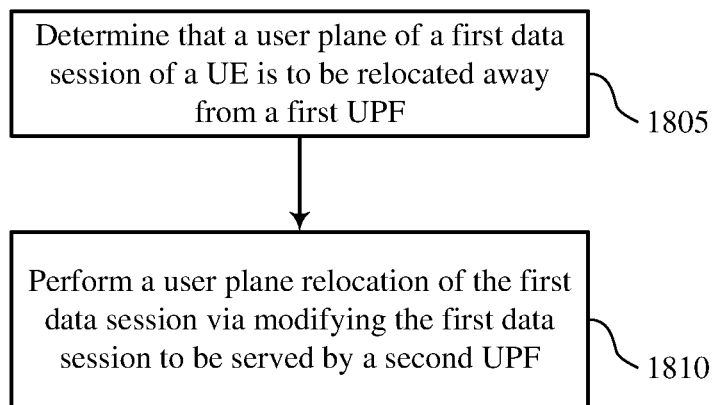 Determine that a user plane of a first data
session of a UE is to be relocated away
from a first UPF
1805
Perform a user plane relocation of the first
data session via modifying the first data
session to be served by a second UPF
1810